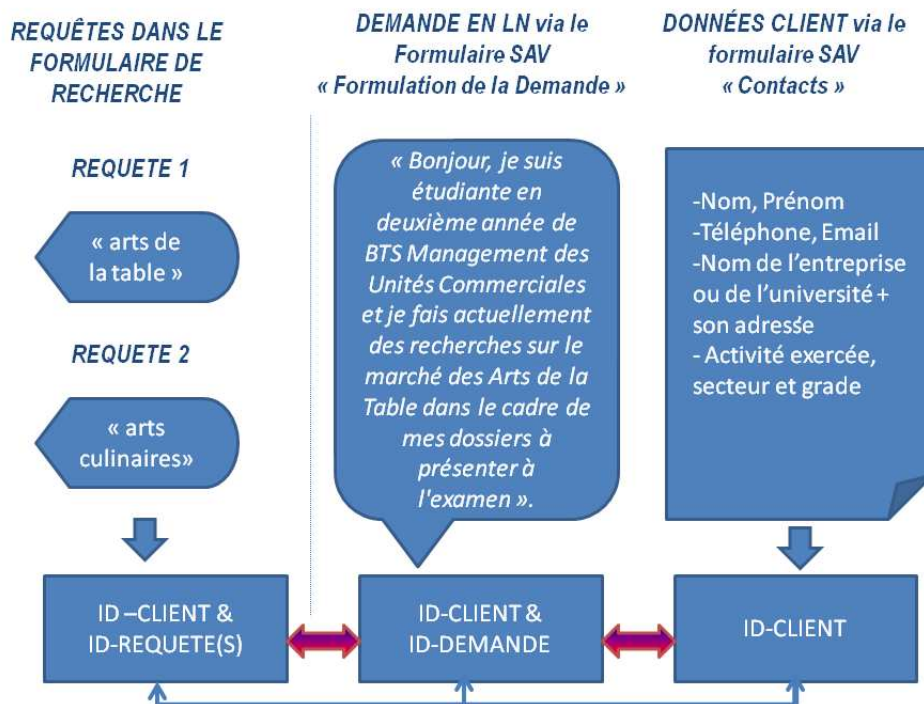 REQUÊTES DANS LE
FORMULAIRE DE
RECHERCHE
REQUETE 1
« arts de
la table »
REQUETE 2
« arts
culinaires»
ID –CLIENT &
ID-REQUETE(S)
DEMANDE EN LN via le
Formulaire SAV
« Formulation de la Demande »
« Bonjour, je suis
étudiante en
deuxième année de
BTS Management des
Unités Commerciales
et je fais actuellement
des recherches sur le
marché des Arts de la
Table dans le cadre de
mes dossiers à
présenter à
l'examen ».
ID-CLIENT &
ID-DEMANDE
DONNÉES CLIENT via le
formulaire SAV
« Contacts »
-Nom, Prénom
-Téléphone, Email
-Nom de l’entreprise
ou de l’université +
son adresse
- Activité exercée,
secteur et grade
ID-CLIENT